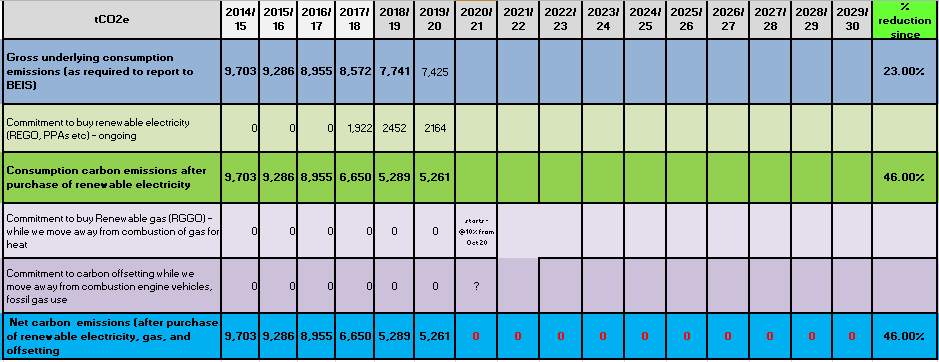 tCO2e 2014/ 15 2015/ 16 2016/ 17 2017/ 18 2018/ 19 2019/ 20 2020/ 21 2021/ 22 2022/ 23 2023/ 24 2024/ 25 2025/ 26 2026/ 27 2027/ 28 2028/ 29 2029/ 30 % reduction since
Gross underlying consumption
emissions (as required to report to 9,703 9,286 8,955 8,572 7,741 7,425 23.00%
BEIS)
Commitment to buy renewable electricity
(REGO, PPAs etc) - ongoing 0 0 0 1,922 2452 2164
Consumption carbon emissions after
purchase of renewable electricity 9,703 9,286 8,955 6,650 5,289 5,261 46.00%
Commitment to buy Renewable gas (RGGO) -
while we move away from combustion of gas for 0 0 0 0 0 0 starts - @10% from Oct 20
heat
Commitment to carbon offsetting while we
move away from combustion engine vehicles, 0 0 0 0 0 0 ?
fossil gas use
Net carbon emissions (after purchase
of renewable electricity, gas, and 9,703 9,286 8,955 6,650 5,289 5,261 0 0 0 0 0 0 0 0 0 0 46.00%
offsetting